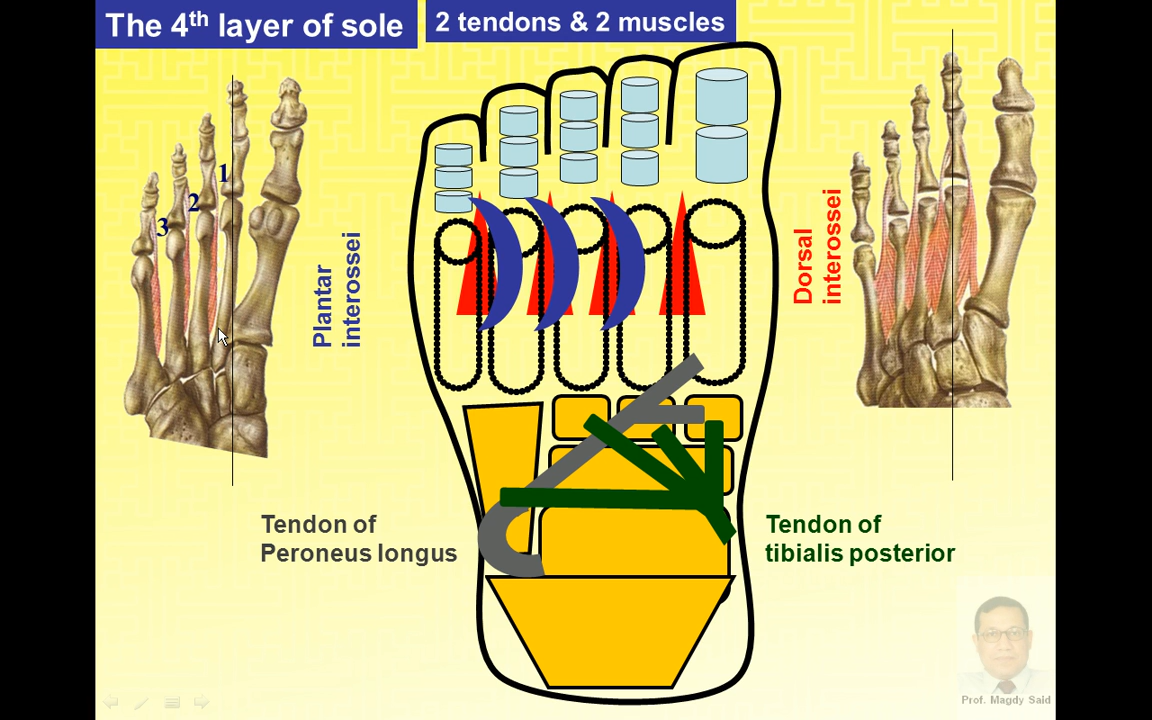 The 4th layer of sole
2 tendons & 2 muscles
1
2
3
Plantar
interossei
Dorsal
interossei
Tendon of
Peroneus longus
Tendon of
tibialis posterior
Prof. Magdy Said